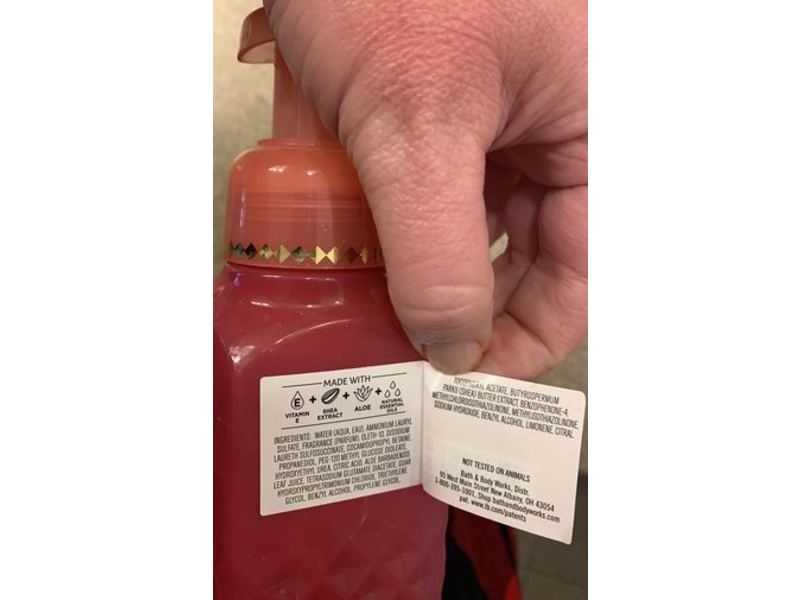 MADE WITH
E + + +
VITAMIN E SHEA EXTRACT ALOE NATURAL ESSENTIAL OILS
INGREDIENTS: WATER (AQUA, EAU), AMMONIUM LAURYL
SULFATE, FRAGRANCE (PARFUM), OLETH-10, DISODIUM
LAURETH SULFOSUCCINATE, COCAMIDOPROPYL BETAINE,
PROPANEDIOL, PEG-120 METHYL GLUCOSE DIOLEATE,
HYDROXYETHYL UREA, CITRIC ACID, ALOE BARBADENSIS
LEAF JUICE, TETRASODIUM GLUTAMATE DIACETATE, GUAR
HYDROXYPROPYLTRIMONIUM CHLORIDE, TRIETHYLENE
GLYCOL, BENZYL ALCOHOL, PROPYLENE GLYCOL,
ACETATE, BUTYROSPERMUM
PARKII (SHEA) BUTTER EXTRACT, BENZOPHENONE-4,
METHYLCHLOROISOTHIAZOLINONE, METHYLISOTHIAZOLINONE,
SODIUM HYDROXIDE, BENZYL ALCOHOL, LIMONENE, CITRAL.
NOT TESTED ON ANIMALS
Bath & Body Works, Distr.
95 West Main Street New Albany, OH 43054
1-800-395-1001, Shop bathandbodyworks.com
pat. www.lb.com/patents